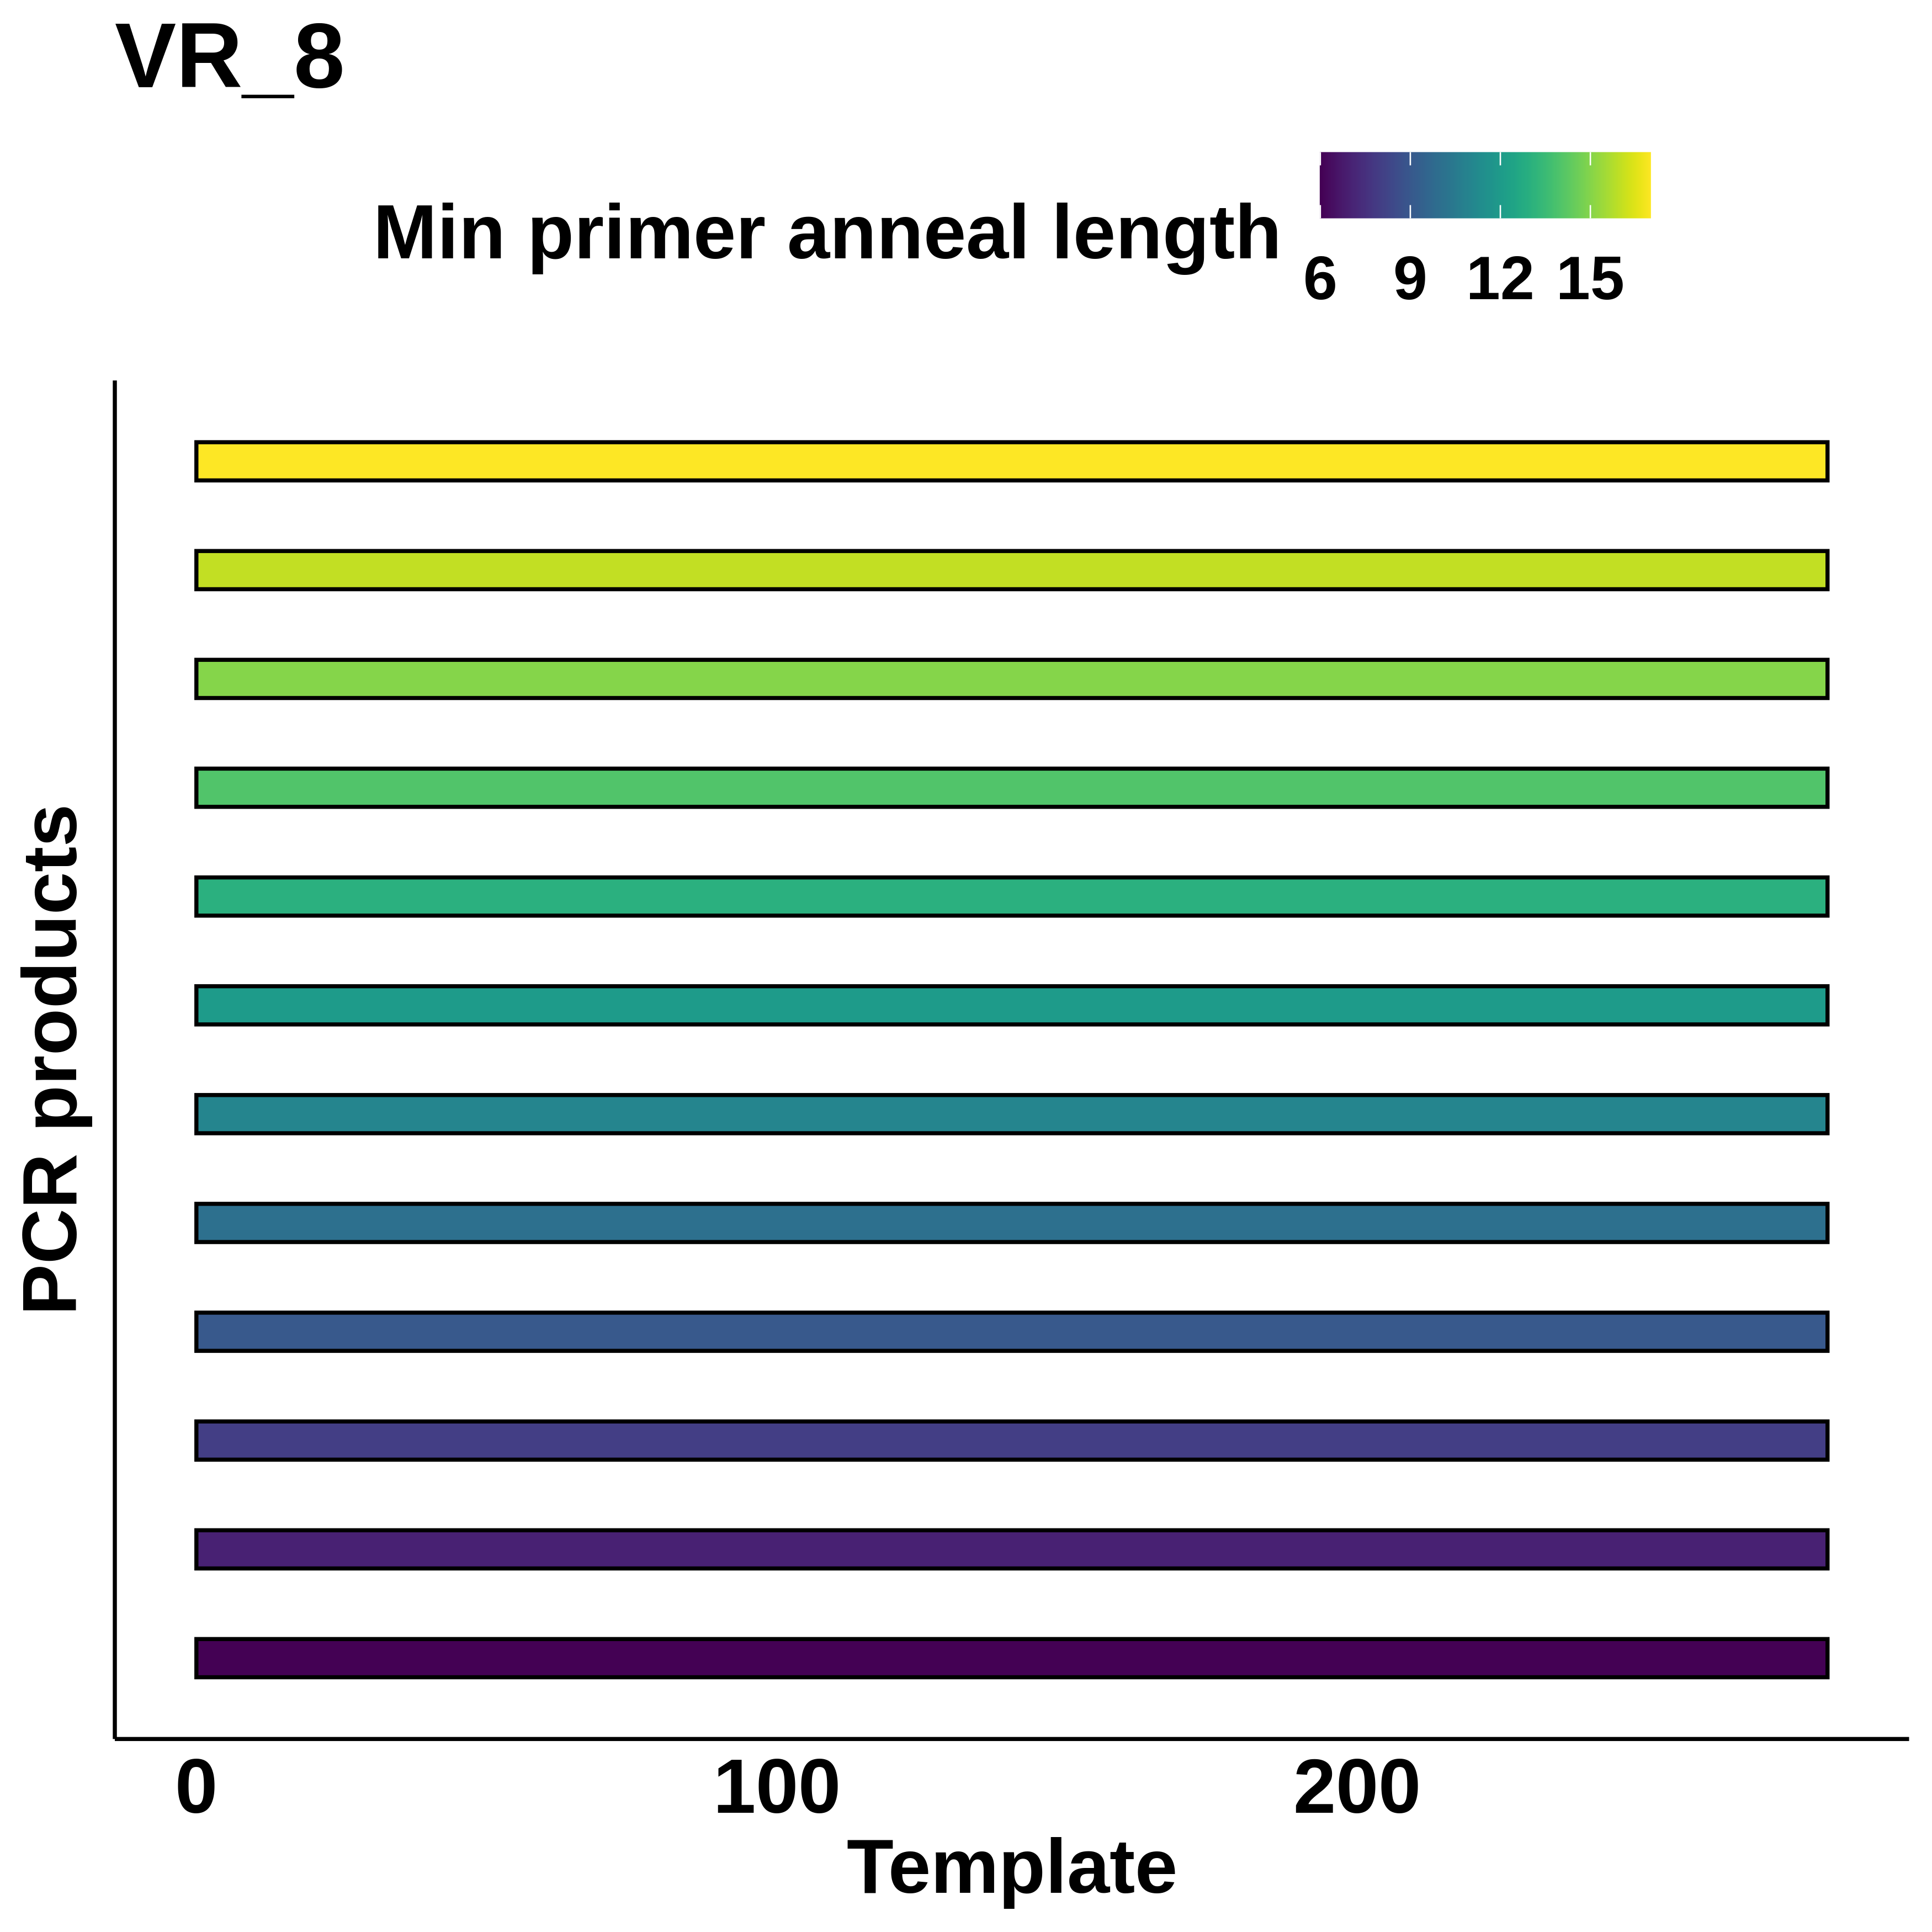 VR_8
Min primer anneal length
6 9 12 15
PCR products
0 100 200
Template